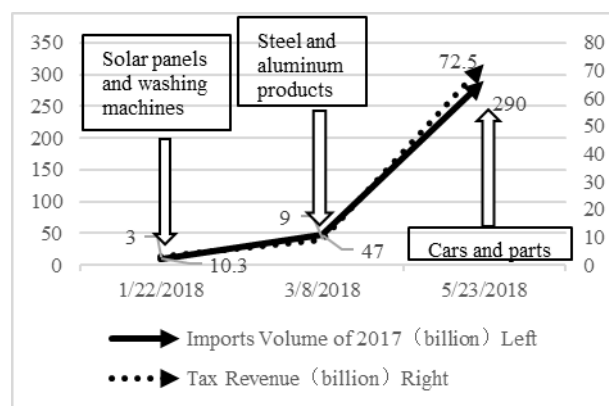 350
300
250
200
150
100
50
0
80
70
60
50
40
30
20
10
0
Solar panels
and washing
machines
Steel and
aluminum
products
Cars and parts
3
10.3
9
47
72.5
290
1/22/2018
3/8/2018
5/23/2018
Imports Volume of 2017（billion）Left
Tax Revenue（billion）Right